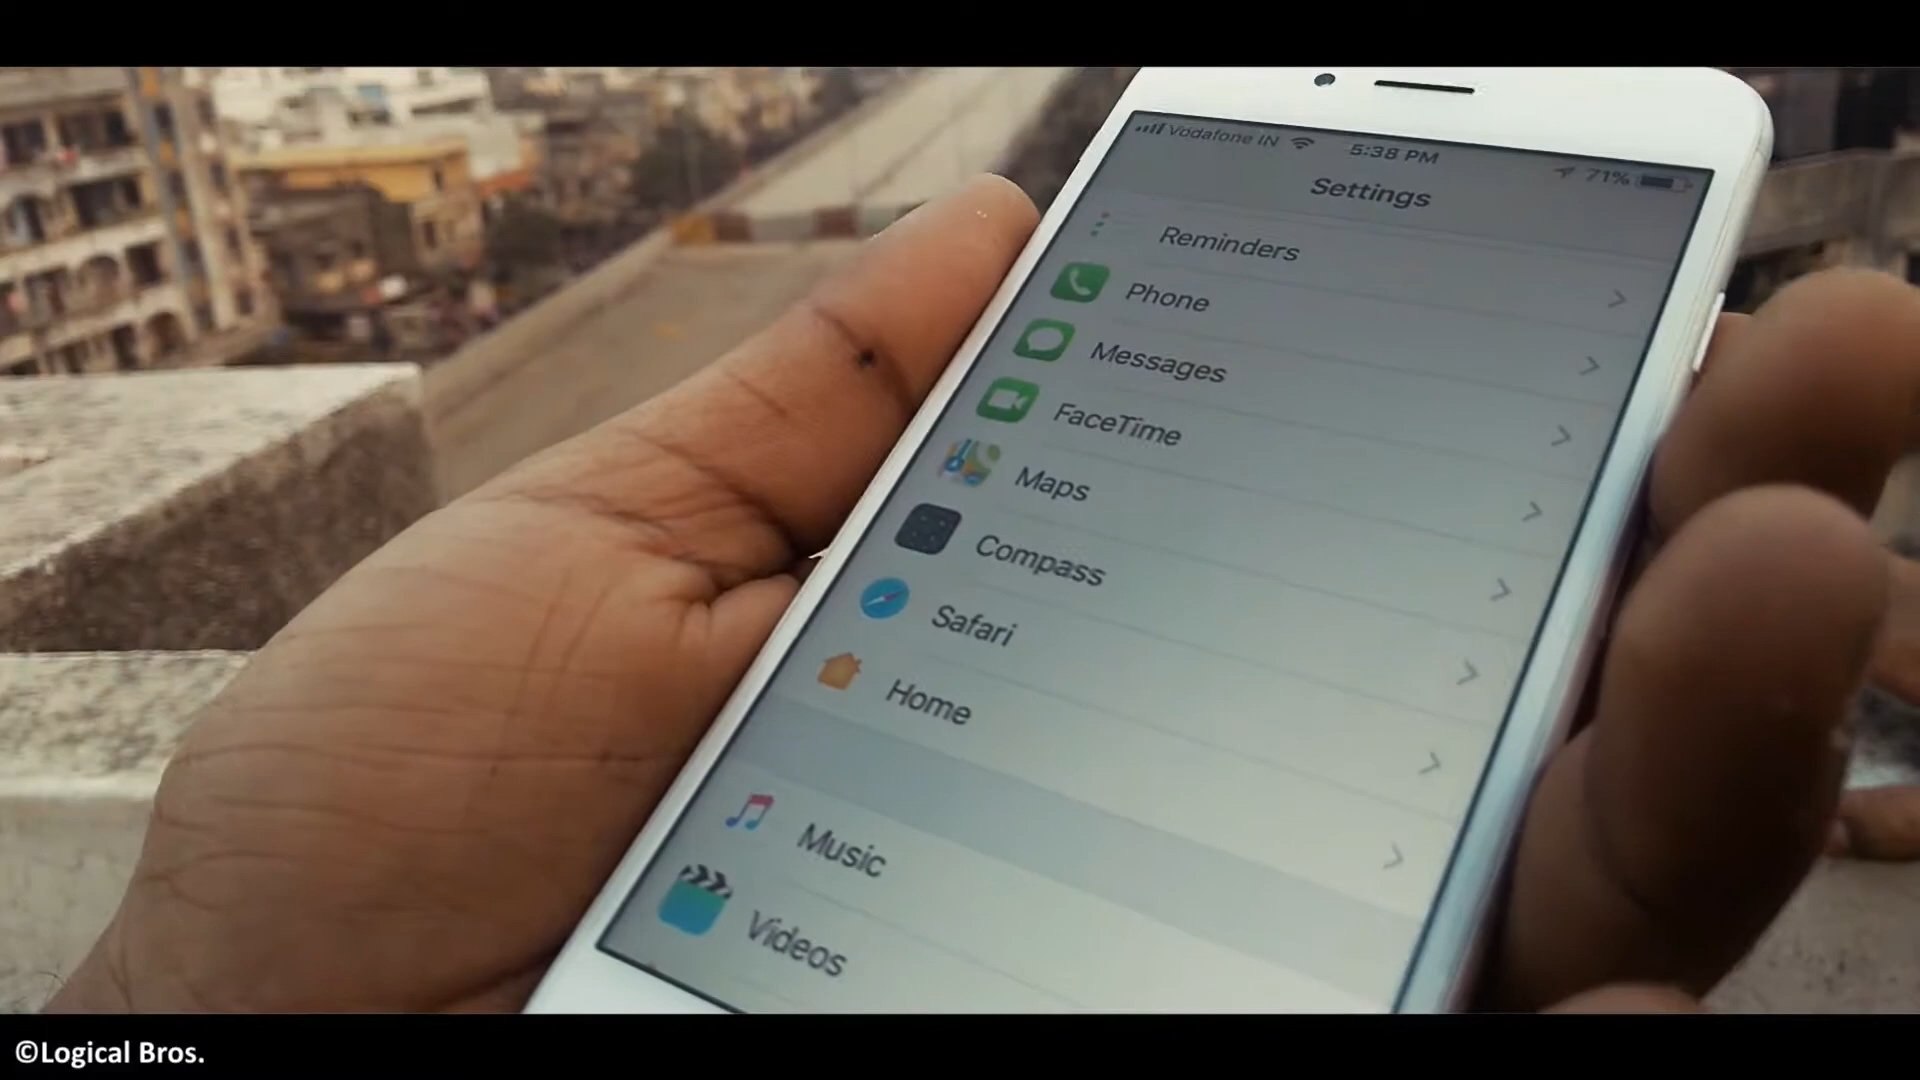 Vodafone IN 5:38 PM 71%
Settings
Reminders
Phone
Messages
FaceTime
Maps
Compass
Safari
Home
Music
Videos
©Logical Bros.